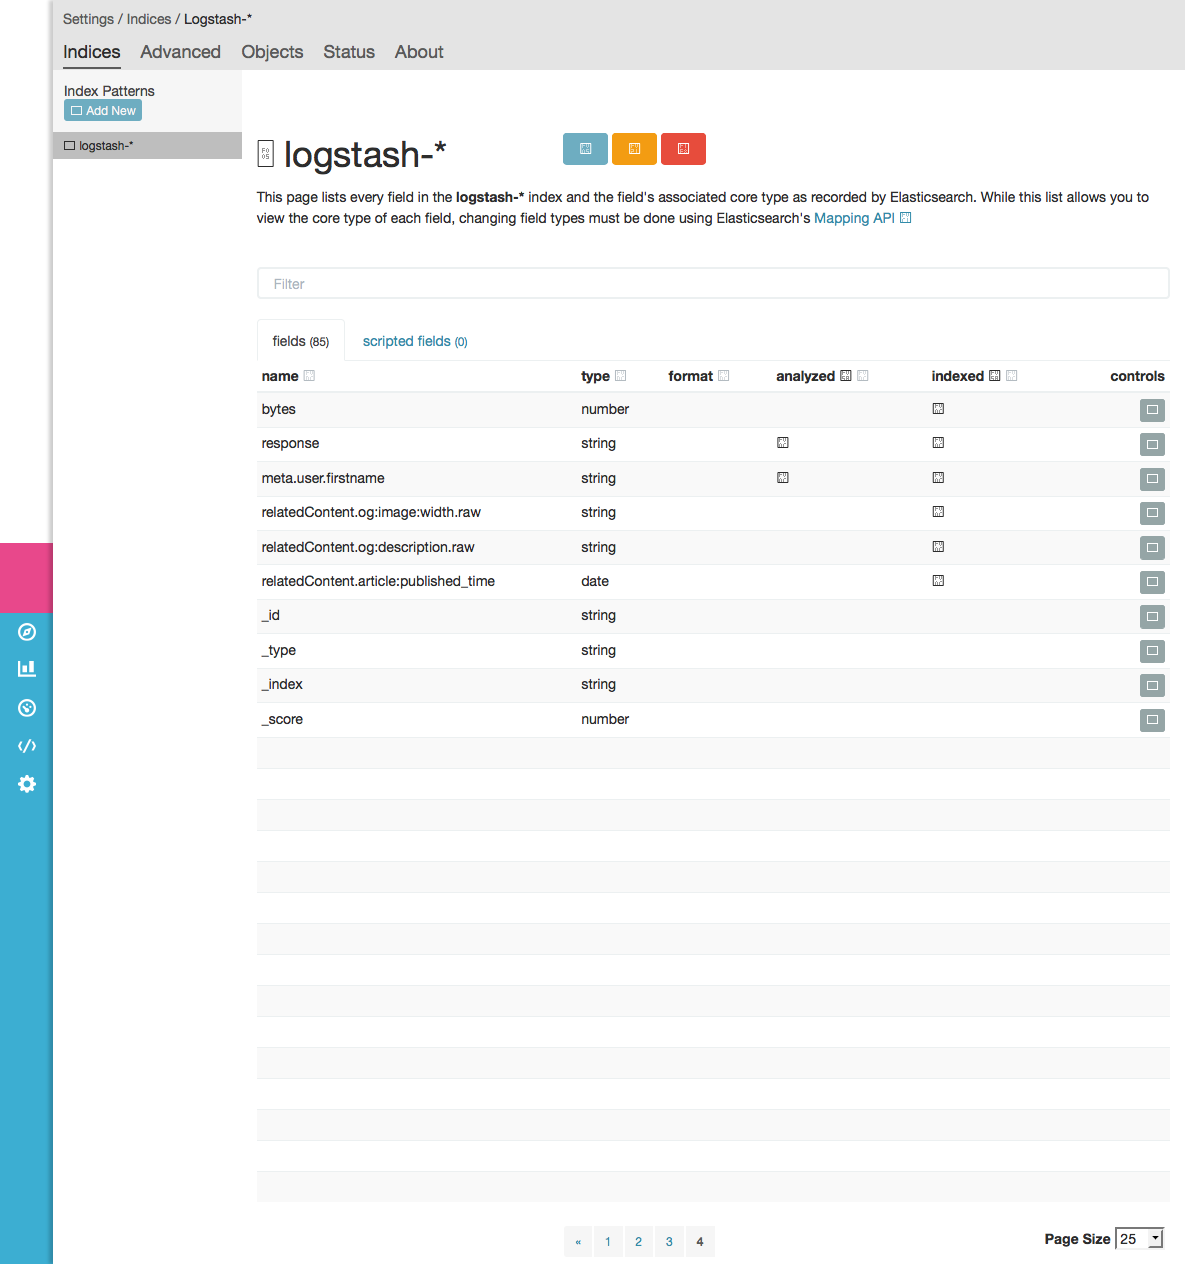 Settings / Indices / Logstash-*
Indices Advanced Objects Status About
Index Patterns
Add New
logstash-*
logstash-*
This page lists every field in the logstash-* index and the field's associated core type as recorded by Elasticsearch. While this list allows you to
view the core type of each field, changing field types must be done using Elasticsearch's Mapping API
Filter
fields (85) scripted fields (0)
name type format analyzed indexed controls
bytes number
response string
meta.user.firstname string
relatedContent.og:image:width.raw string
relatedContent.og:description.raw string
relatedContent.article:published_time date
_id string
_type string
_index string
_score number
« 1 2 3 4
Page Size 25